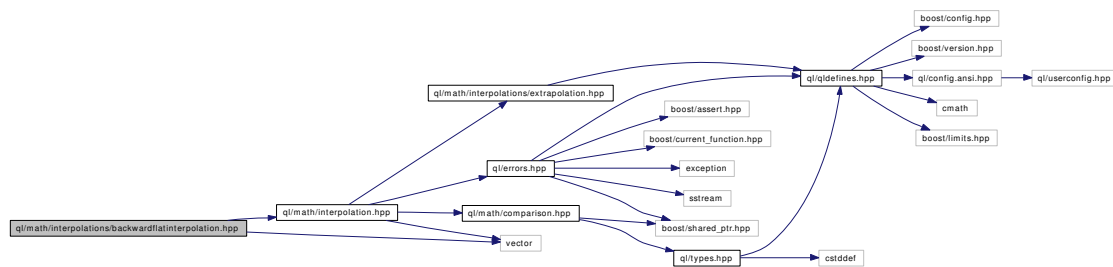 boost/config.hpp
boost/version.hpp
ql/qldefines.hpp
ql/config.ansi.hpp
ql/userconfig.hpp
ql/math/interpolations/extrapolation.hpp
cmath
boost/assert.hpp
boost/limits.hpp
boost/current_function.hpp
ql/errors.hpp
exception
sstream
ql/math/interpolation.hpp
ql/math/comparison.hpp
boost/shared_ptr.hpp
ql/math/interpolations/backwardflatinterpolation.hpp
vector
ql/types.hpp
cstddef